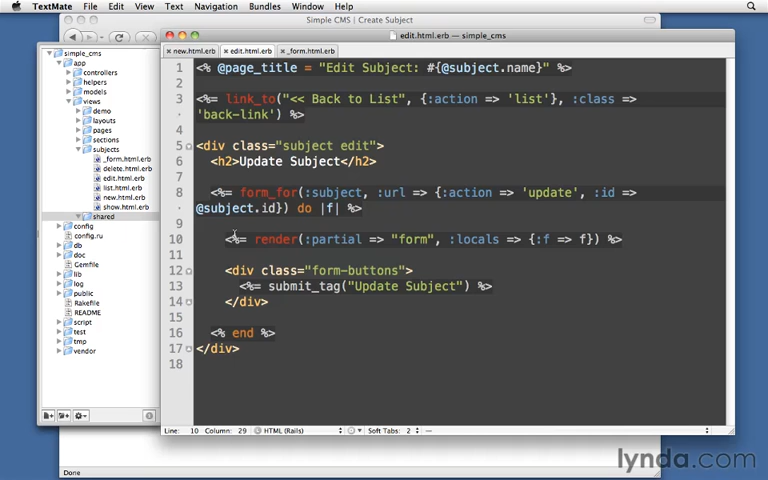 TextMate File Edit View Text Navigation Bundles Window Help
Simple CMS | Create Subject
edit.html.erb — simple_cms
new.html.erb edit.html.erb _form.html.erb
simple_cms
app
controllers
helpers
models
views
demo
layouts
pages
sections
subjects
_form.html.erb
delete.html.erb
edit.html.erb
list.html.erb
new.html.erb
show.html.erb
shared
config
config.ru
db
doc
Gemfile
lib
log
public
Rakefile
README
script
test
tmp
vendor
1 <% @page_title = "Edit Subject: #{@subject.name}" %>
2
3 <%= link_to("<< Back to List", {:action => 'list'}, :class =>
'back-link') %>
4
5 <div class="subject edit">
6 <h2>Update Subject</h2>
7
8 <%= form_for(:subject, :url => {:action => 'update', :id =>
@subject.id}) do |f| %>
9
10 <%= render(:partial => "form", :locals => {:f => f}) %>
11
12 <div class="form-buttons">
13 <%= submit_tag("Update Subject") %>
14 </div>
15
16 <% end %>
17 </div>
18
Line: 10 Column: 29 HTML (Rails) Soft Tabs: 2 —
Done
lynda.com